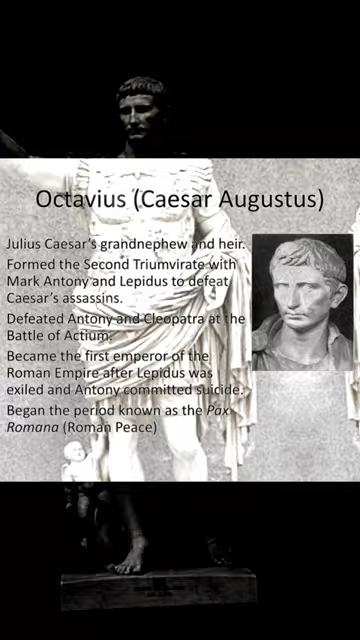 Octavius (Caesar Augustus)
Julius Caesar's grandnephew and heir.
Formed the Second Triumvirate with
Mark Antony and Lepidus to defeat
Caesar's assassins.
Defeated Antony and Cleopatra at the
Battle of Actium.
Became the first emperor of the
Roman Empire after Lepidus was
exiled and Antony committed suicide.
Began the period known as the Pax
Romana (Roman Peace)